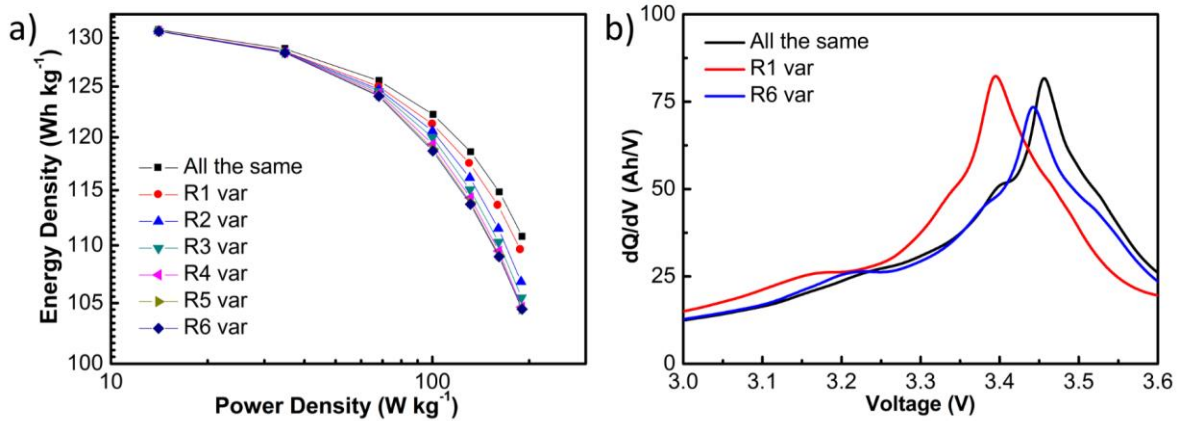 a)
Energy Density (Wh kg⁻¹)
130
125
120
115
110
105
100
All the same
R1 var
R2 var
R3 var
R4 var
R5 var
R6 var
10
100
Power Density (W kg⁻¹)
b)
dQ/dV (Ah/V)
100
75
50
25
0
All the same
R1 var
R6 var
3.0 3.1 3.2 3.3 3.4 3.5 3.6
Voltage (V)